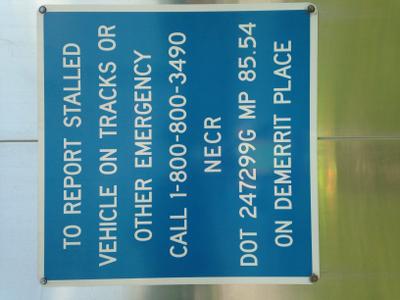 TO REPORT STALLED
VEHICLE ON TRACKS OR
OTHER EMERGENCY
CALL 1-800-800-3490
NECR
DOT 247299G MP 85.54
ON DEMERRIT PLACE